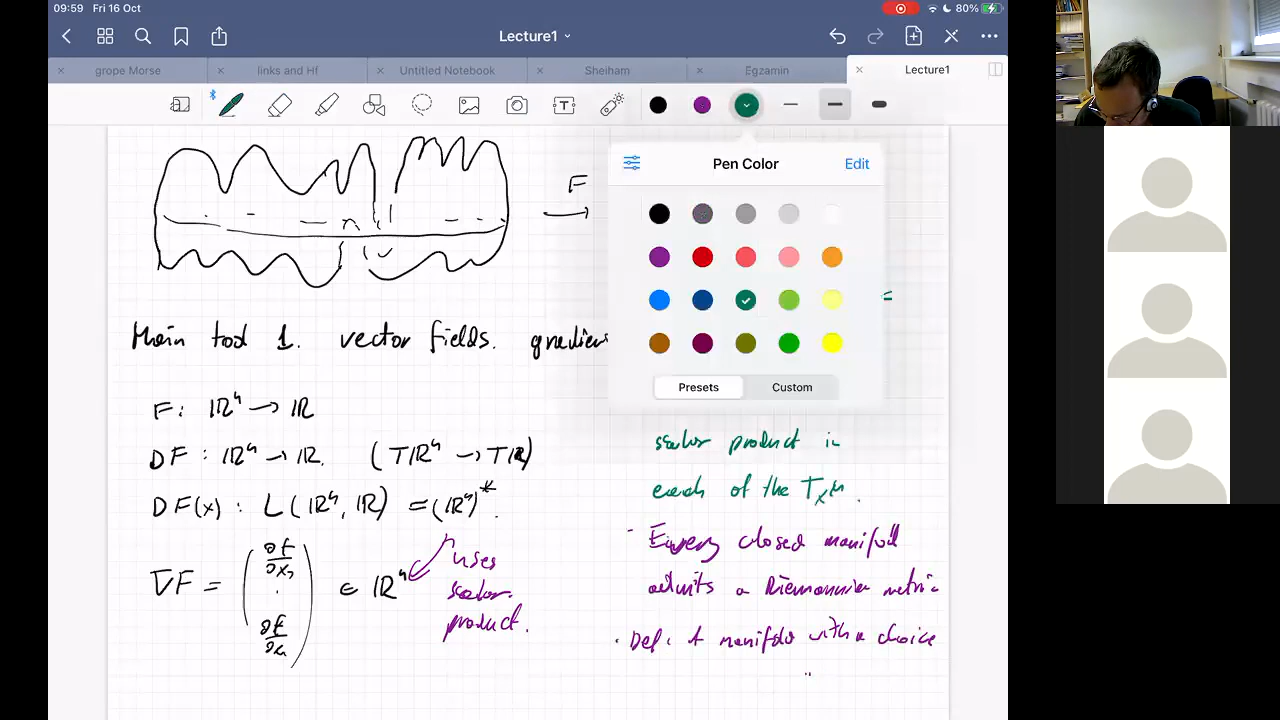 09:59 Fri 16 Oct
80%
Lecture1
grope Morse
links and Hf
Untitled Notebook
Sheiham
Egzamin
Lecture1
Pen Color
Edit
Presets
Custom
F
Main tool 1. vector fields. gradien
F: ℝⁿ → ℝ
DF: ℝⁿ → ℝ. (Tℝⁿ → Tℝ)
DF(x): L(ℝⁿ, ℝ) = (ℝⁿ)*.
∇F = (∂F/∂x₁ . ∂F/∂xn) ∈ ℝⁿ
uses
scalar
product.
=
scalar product in
each of the TₓM.
- Every closed manifold
admits a Riemannian metric
· Def. A manifold with a choice